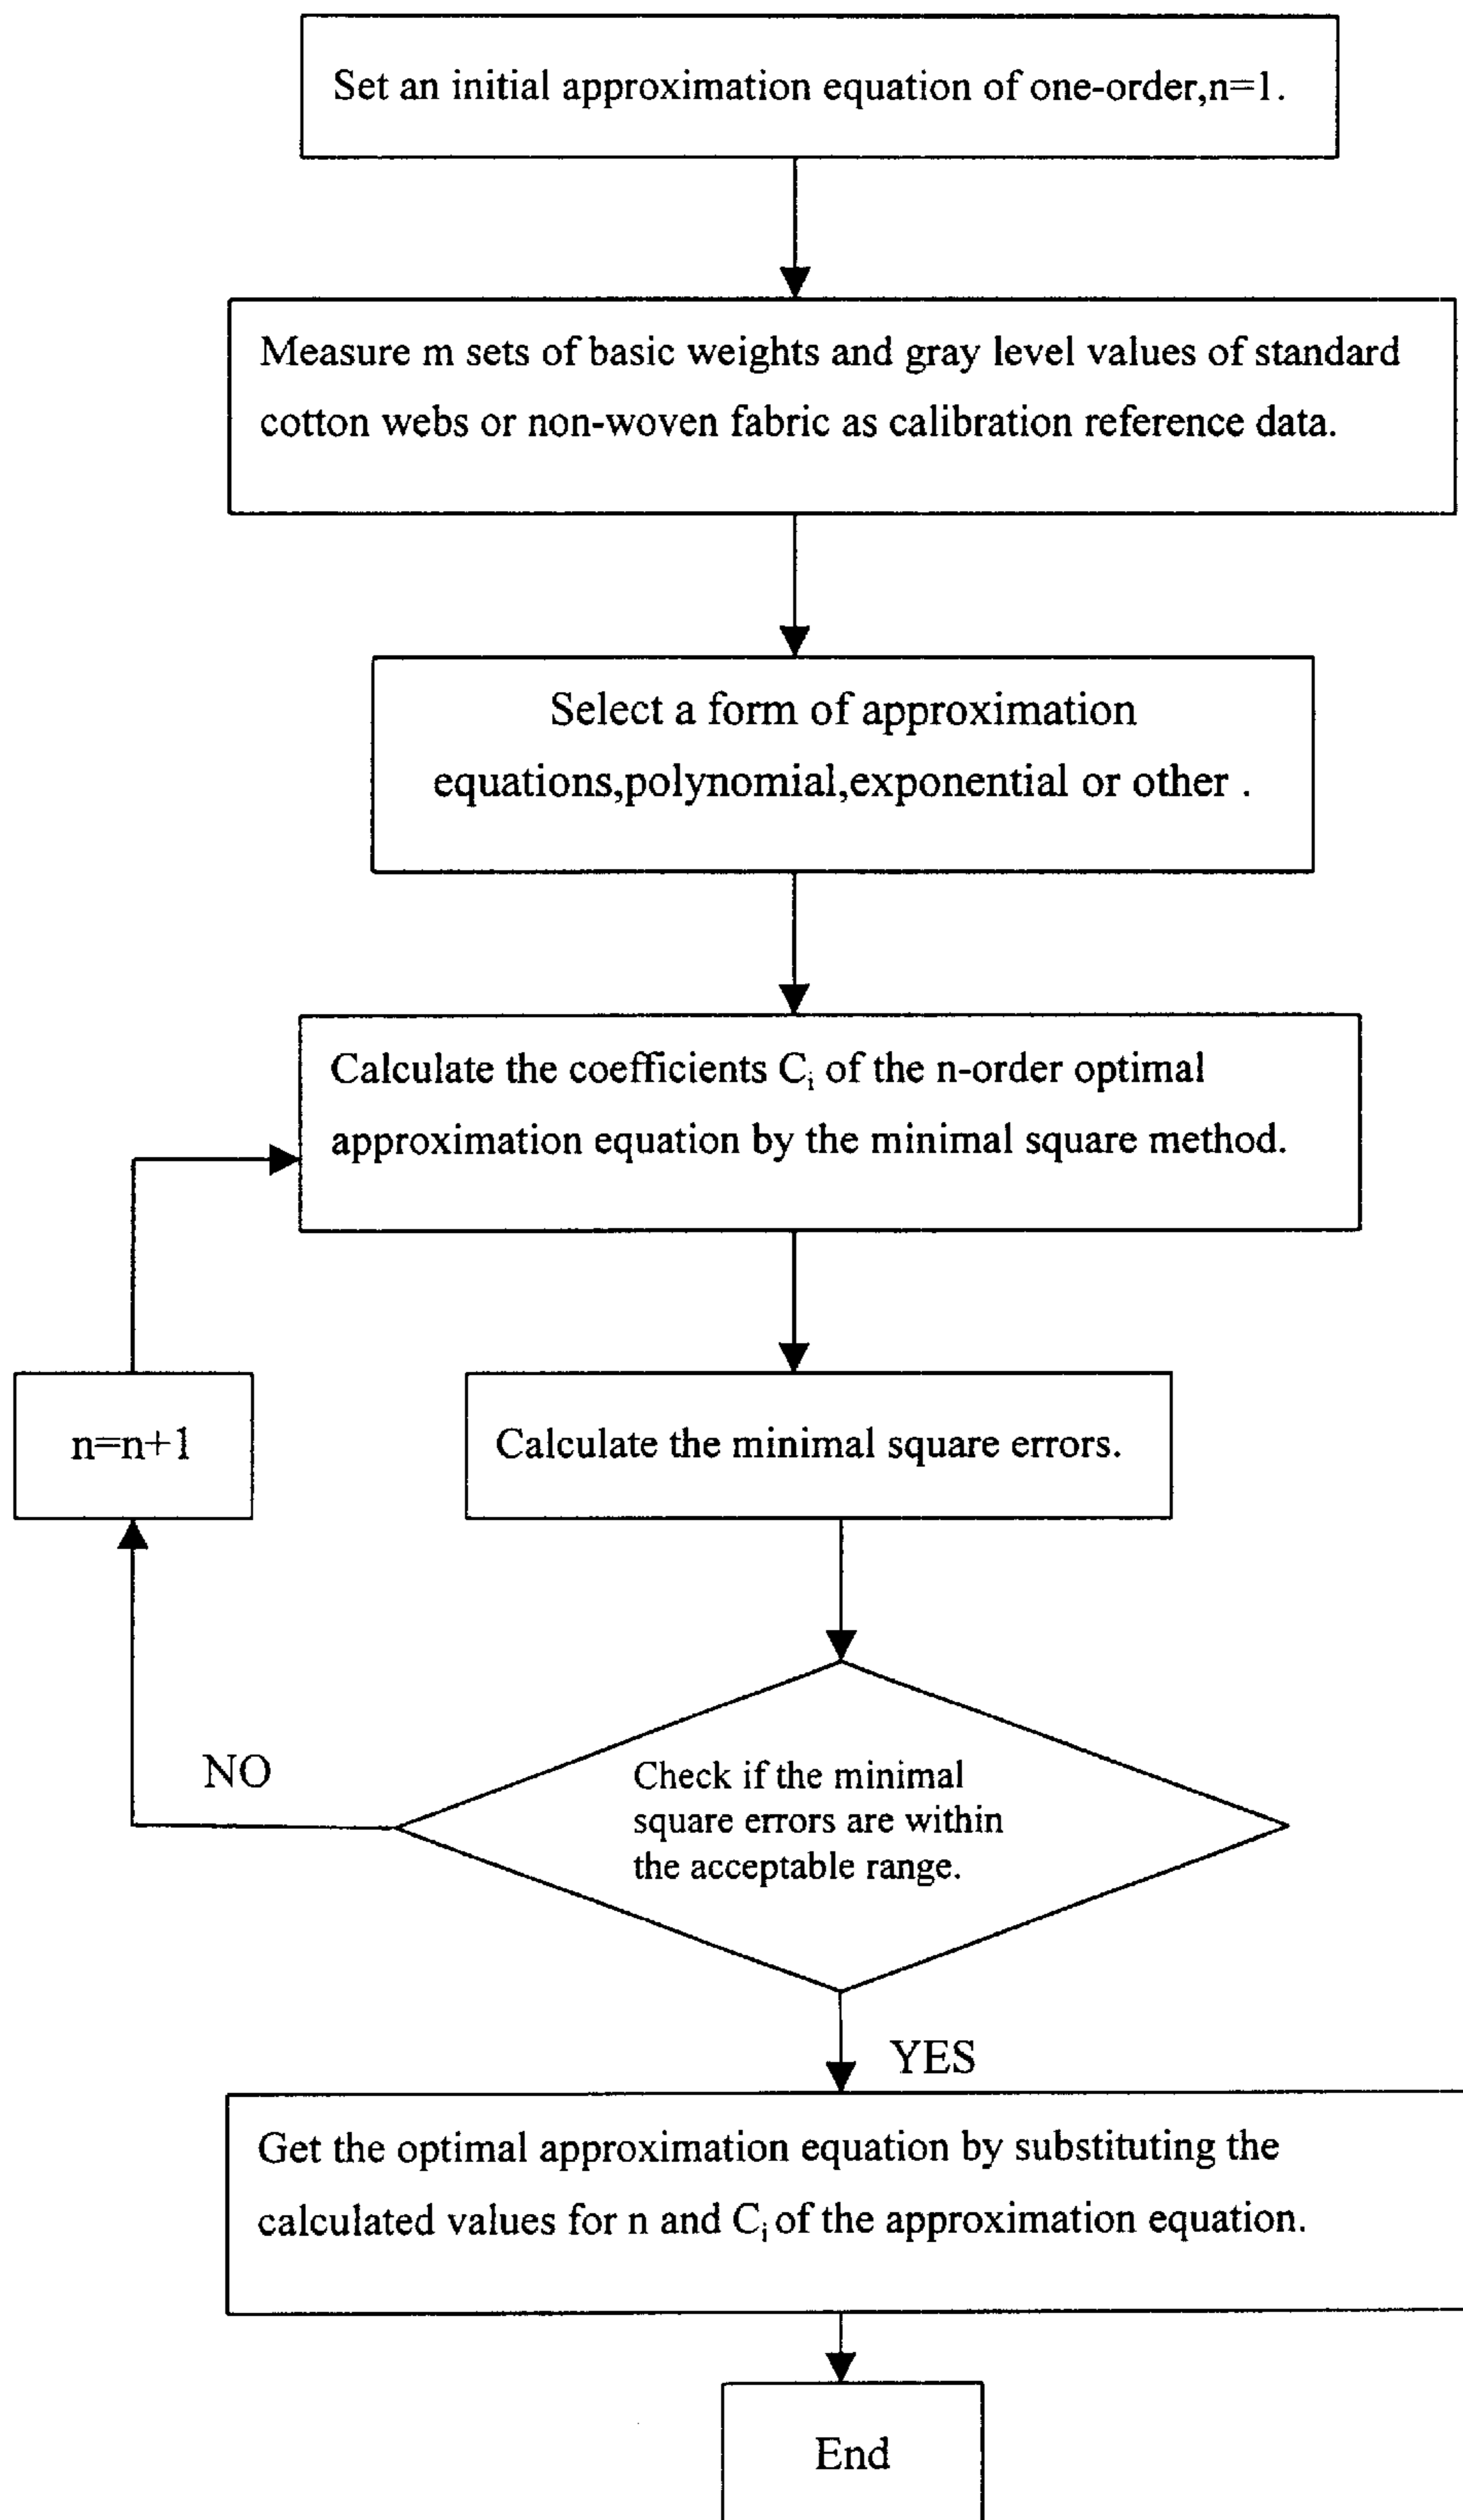 Set an initial approximation equation of one-order,n=1.
Measure m sets of basic weights and gray level values of standard
cotton webs or non-woven fabric as calibration reference data.
Select a form of approximation
equations,polynomial,exponential or other .
Calculate the coefficients Cᵢ of the n-order optimal
approximation equation by the minimal square method.
n=n+1
Calculate the minimal square errors.
NO
Check if the minimal
square errors are within
the acceptable range.
YES
Get the optimal approximation equation by substituting the
calculated values for n and Cᵢ of the approximation equation.
End